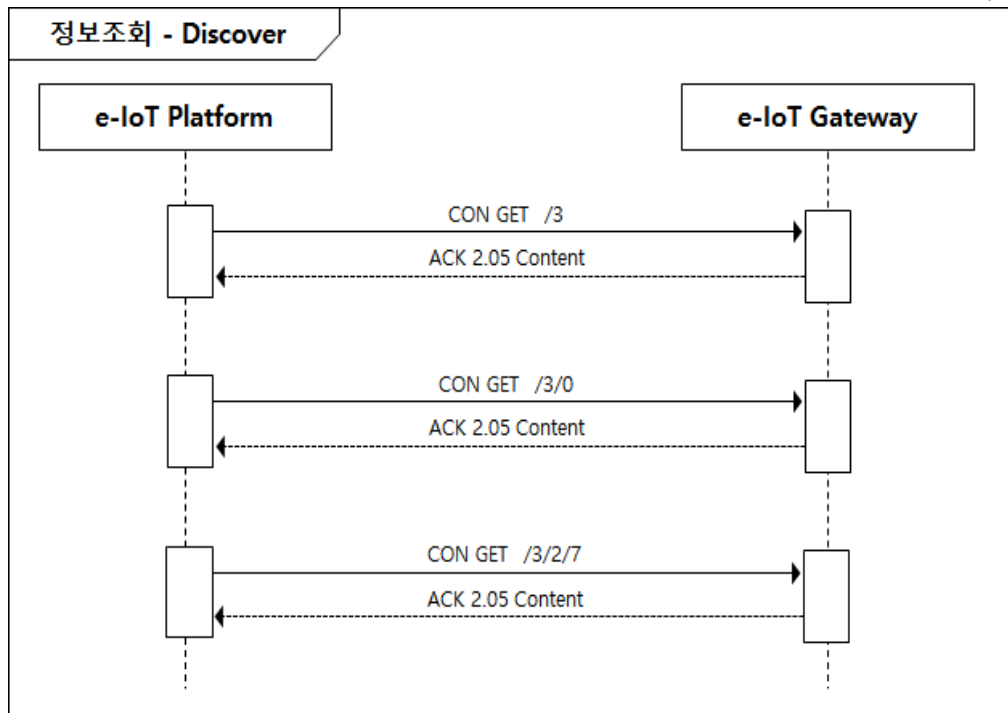 정보조회 - Discover
e-IoT Platform
e-IoT Gateway
CON GET /3
ACK 2.05 Content
CON GET /3/0
ACK 2.05 Content
CON GET /3/2/7
ACK 2.05 Content